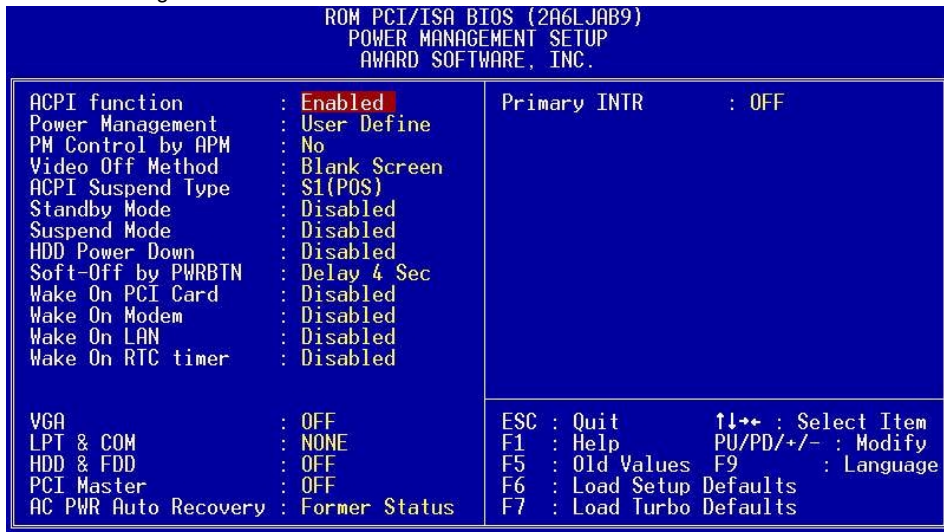 ROM PCI/ISA BIOS (2A6LJAB9)
POWER MANAGEMENT SETUP
AWARD SOFTWARE, INC.
ACPI function : Enabled
Power Management : User Define
PM Control by APM : No
Video Off Method : Blank Screen
ACPI Suspend Type : S1(POS)
Standby Mode : Disabled
Suspend Mode : Disabled
HDD Power Down : Disabled
Soft-Off by PWRBTN : Delay 4 Sec
Wake On PCI Card : Disabled
Wake On Modem : Disabled
Wake On LAN : Disabled
Wake On RTC timer : Disabled
VGA : OFF
LPT & COM : NONE
HDD & FDD : OFF
PCI Master : OFF
AC PWR Auto Recovery : Former Status
Primary INTR : OFF
ESC : Quit ↑↓→← : Select Item
F1 : Help PU/PD/+/- : Modify
F5 : Old Values F9 : Language
F6 : Load Setup Defaults
F7 : Load Turbo Defaults